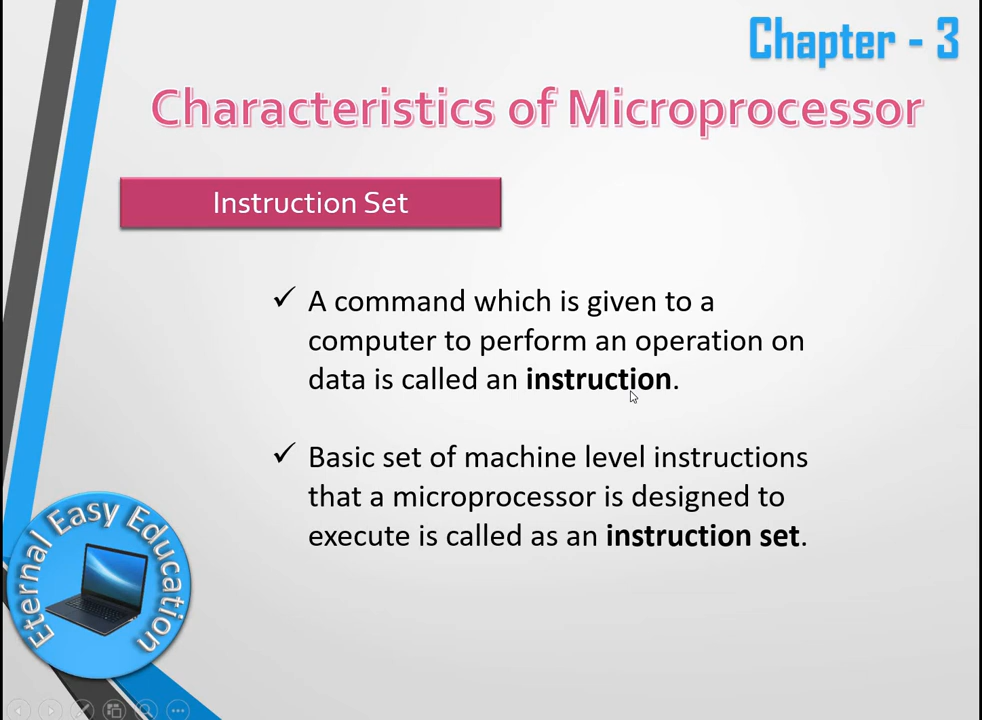 Chapter - 3
Characteristics of Microprocessor
Instruction Set
✓ A command which is given to a
computer to perform an operation on
data is called an instruction.
✓ Basic set of machine level instructions
that a microprocessor is designed to
execute is called as an instruction set.
Eternal Easy Education